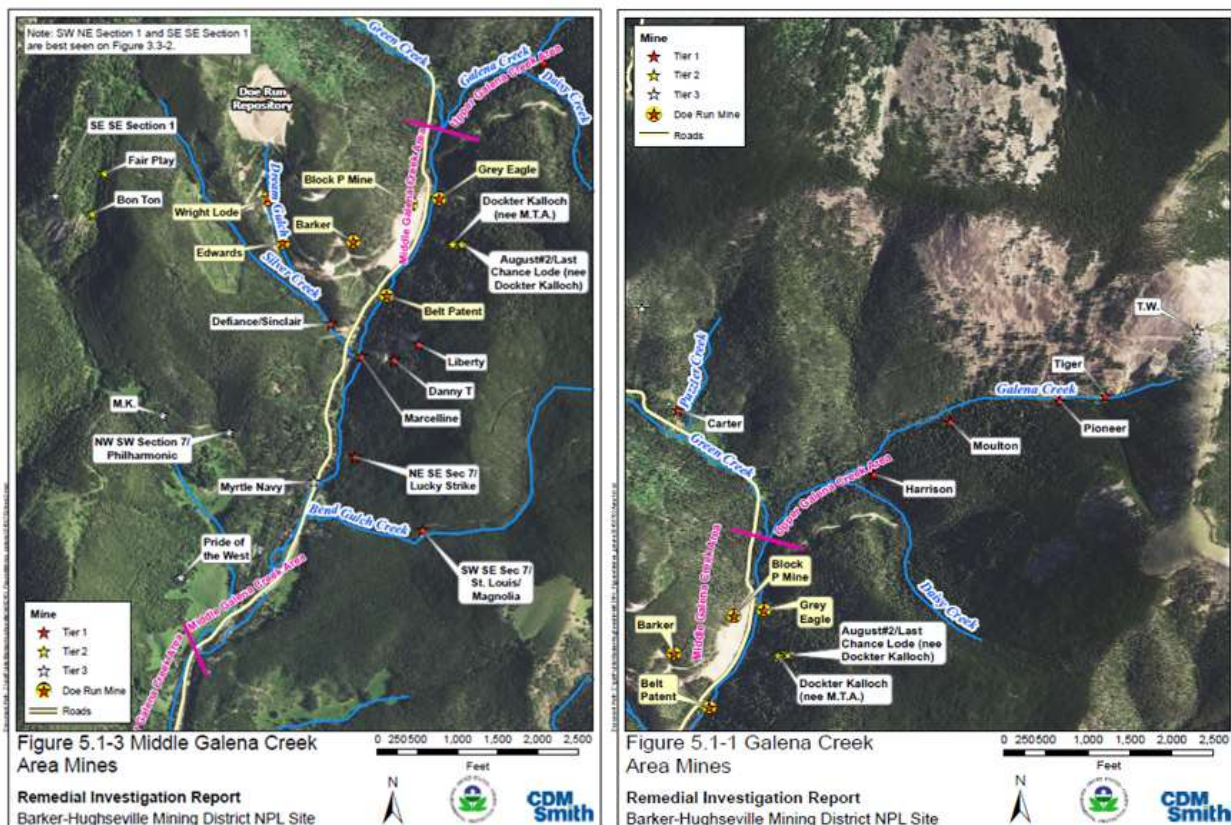 Note: SW NE Section 1 and SE SE Section 1
are best seen on Figure 3.3-2.
Green Creek
Galena Creek
Upper Galena Creek Area
Daisy Creek
Doe Run
Repository
SE SE Section 1
Fair Play
Bon Ton
Wright Lode
Dream Gulch
Block P Mine
Grey Eagle
Middle Galena Creek Area
Dockter Kalloch
(nee M.T.A.)
Barker
Edwards
Silver Creek
August#2/Last
Chance Lode (nee
Dockter Kalloch)
Belt Patent
Defiance/Sinclair
Liberty
Danny T
Marcelline
M.K.
NW SW Section 7/
Philharmonic
NE SE Sec 7/
Lucky Strike
Myrtle Navy
Bend Gulch Creek
Pride of
the West
SW SE Sec 7/
St. Louis/
Magnolia
Middle Galena Creek Area
Galena Creek Area
Mine
Tier 1
Tier 2
Tier 3
Doe Run Mine
Roads
Figure 5.1-3 Middle Galena Creek
Area Mines
0 250 500 1,000 1,500 2,000 2,500
Feet
N
Remedial Investigation Report
Barker-Hughseville Mining District NPL Site
CDM
Smith
Mine
Tier 1
Tier 2
Tier 3
Doe Run Mine
Roads
T.W.
Tiger
Puzzler Creek
Galena Creek
Carter
Pioneer
Moulton
Green Creek
Harrison
Upper Galena Creek Area
Middle Galena Creek Area
Block
P Mine
Daisy Creek
Grey
Eagle
Barker
August#2/Last
Chance Lode (nee
Dockter Kalloch)
Dockter Kalloch
(nee M.T.A.)
Belt
Patent
Figure 5.1-1 Galena Creek
Area Mines
0 250 500 1,000 1,500 2,000 2,500
Feet
N
Remedial Investigation Report
Barker-Hughseville Mining District NPL Site
CDM
Smith